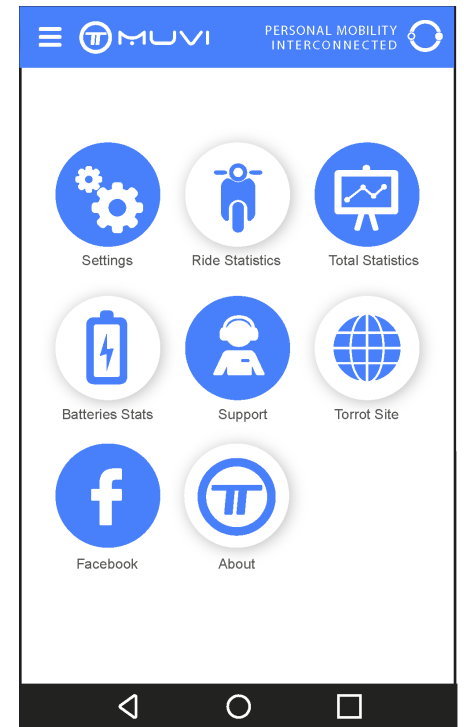 MUVI
PERSONAL MOBILITY
INTERCONNECTED
Settings
Ride Statistics
Total Statistics
Batteries Stats
Support
Torrot Site
f
Facebook
About